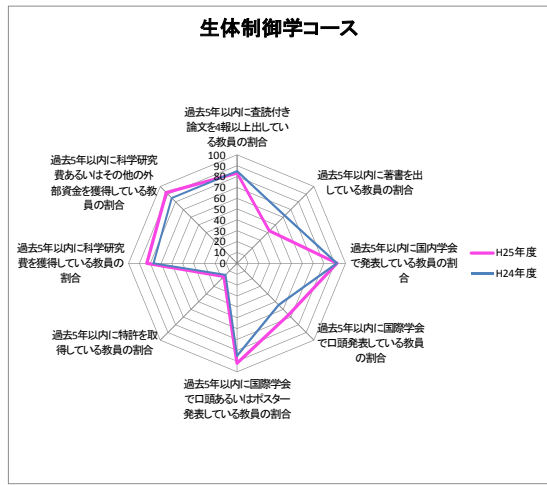 生体制御学コース
過去5年以内に査読付き
論文を4報以上出してい
る教員の割合
過去5年以内に著書を出
している教員の割合
過去5年以内に国内学会
で発表している教員の割
合
過去5年以内に国際学会
で口頭発表している教員
の割合
過去5年以内に国際学会
で口頭あるいはポスター
発表している教員の割合
過去5年以内に特許を取
得している教員の割合
過去5年以内に科学研究
費を獲得している教員の
割合
過去5年以内に科学研究
費あるいはその他の外
部資金を獲得している教
員の割合
100
90
80
70
60
50
40
30
20
10
0
H25年度
H24年度